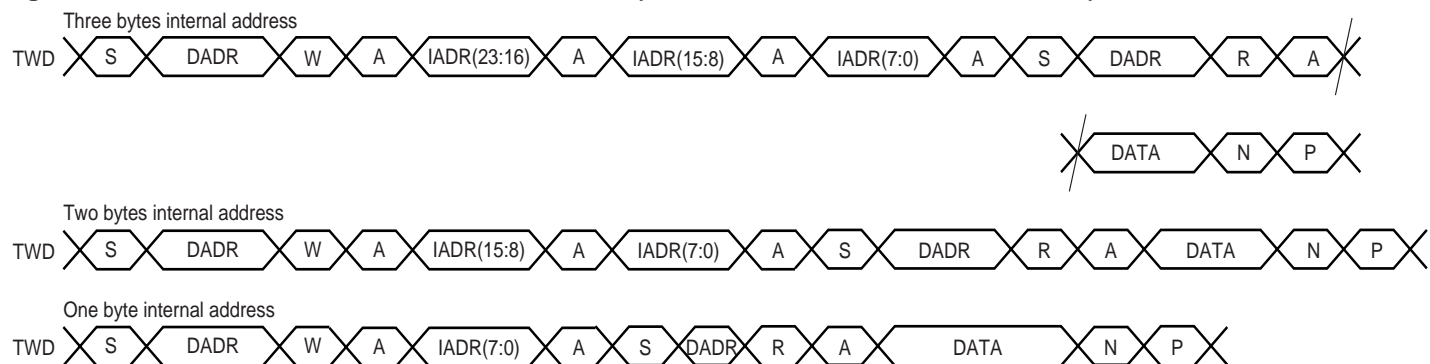 Three bytes internal address
TWD S DADR W A IADR(23:16) A IADR(15:8) A IADR(7:0) A S DADR R A
DATA N P
Two bytes internal address
TWD S DADR W A IADR(15:8) A IADR(7:0) A S DADR R A DATA N P
One byte internal address
TWD S DADR W A IADR(7:0) A S DADR R A DATA N P